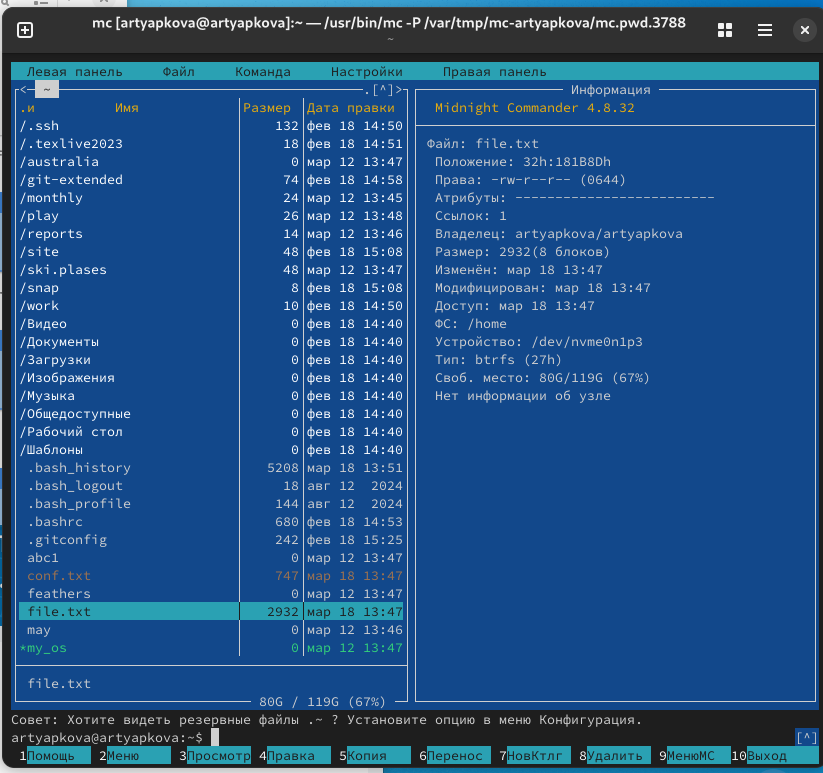 mc [artyapkova@artyapkova]:~ — /usr/bin/mc -P /var/tmp/mc-artyapkova/mc.pwd.3788
~
Левая панель Файл Команда Настройки Правая панель
<─ ~ .[^]>
.и Имя Размер Дата правки
/.ssh 132 фев 18 14:50
/.texlive2023 18 фев 18 14:51
/australia 0 мар 12 13:47
/git-extended 74 фев 18 14:58
/monthly 24 мар 12 13:45
/play 26 мар 12 13:48
/reports 14 мар 12 13:46
/site 48 фев 18 15:08
/ski.plases 48 мар 12 13:47
/snap 8 фев 18 15:08
/work 10 фев 18 14:50
/Видео 0 фев 18 14:40
/Документы 0 фев 18 14:40
/Загрузки 0 фев 18 14:40
/Изображения 0 фев 18 14:40
/Музыка 0 фев 18 14:40
/Общедоступные 0 фев 18 14:40
/Рабочий стол 0 фев 18 14:40
/Шаблоны 0 фев 18 14:40
.bash_history 5208 мар 18 13:51
.bash_logout 18 авг 12 2024
.bash_profile 144 авг 12 2024
.bashrc 680 фев 18 14:53
.gitconfig 242 фев 18 15:25
abc1 0 мар 12 13:47
conf.txt 747 мар 18 13:47
feathers 0 мар 12 13:47
file.txt 2932 мар 18 13:47
may 0 мар 12 13:46
*my_os 0 мар 12 13:47
file.txt
80G / 119G (67%)
Информация
Midnight Commander 4.8.32
Файл: file.txt
Положение: 32h:181B8Dh
Права: -rw-r--r-- (0644)
Атрибуты: -------------------------
Ссылок: 1
Владелец: artyapkova/artyapkova
Размер: 2932(8 блоков)
Изменён: мар 18 13:47
Модифицирован: мар 18 13:47
Доступ: мар 18 13:47
ФС: /home
Устройство: /dev/nvme0n1p3
Тип: btrfs (27h)
Своб. место: 80G/119G (67%)
Нет информации об узле
Совет: Хотите видеть резервные файлы .~ ? Установите опцию в меню Конфигурация.
artyapkova@artyapkova:~$ [^]
1Помощь 2Меню 3Просмотр 4Правка 5Копия 6Перенос 7НовКтлг 8Удалить 9МенюМС 10Выход